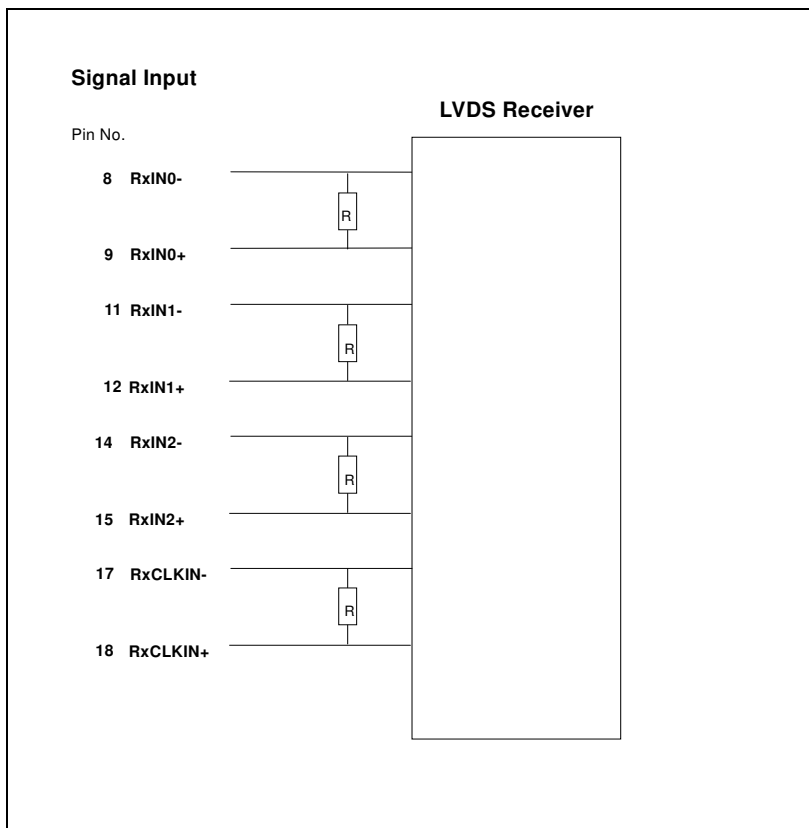 Signal Input
LVDS Receiver
Pin No.
8 RxIN0-
R
9 RxIN0+
11 RxIN1-
R
12 RxIN1+
14 RxIN2-
R
15 RxIN2+
17 RxCLKIN-
R
18 RxCLKIN+